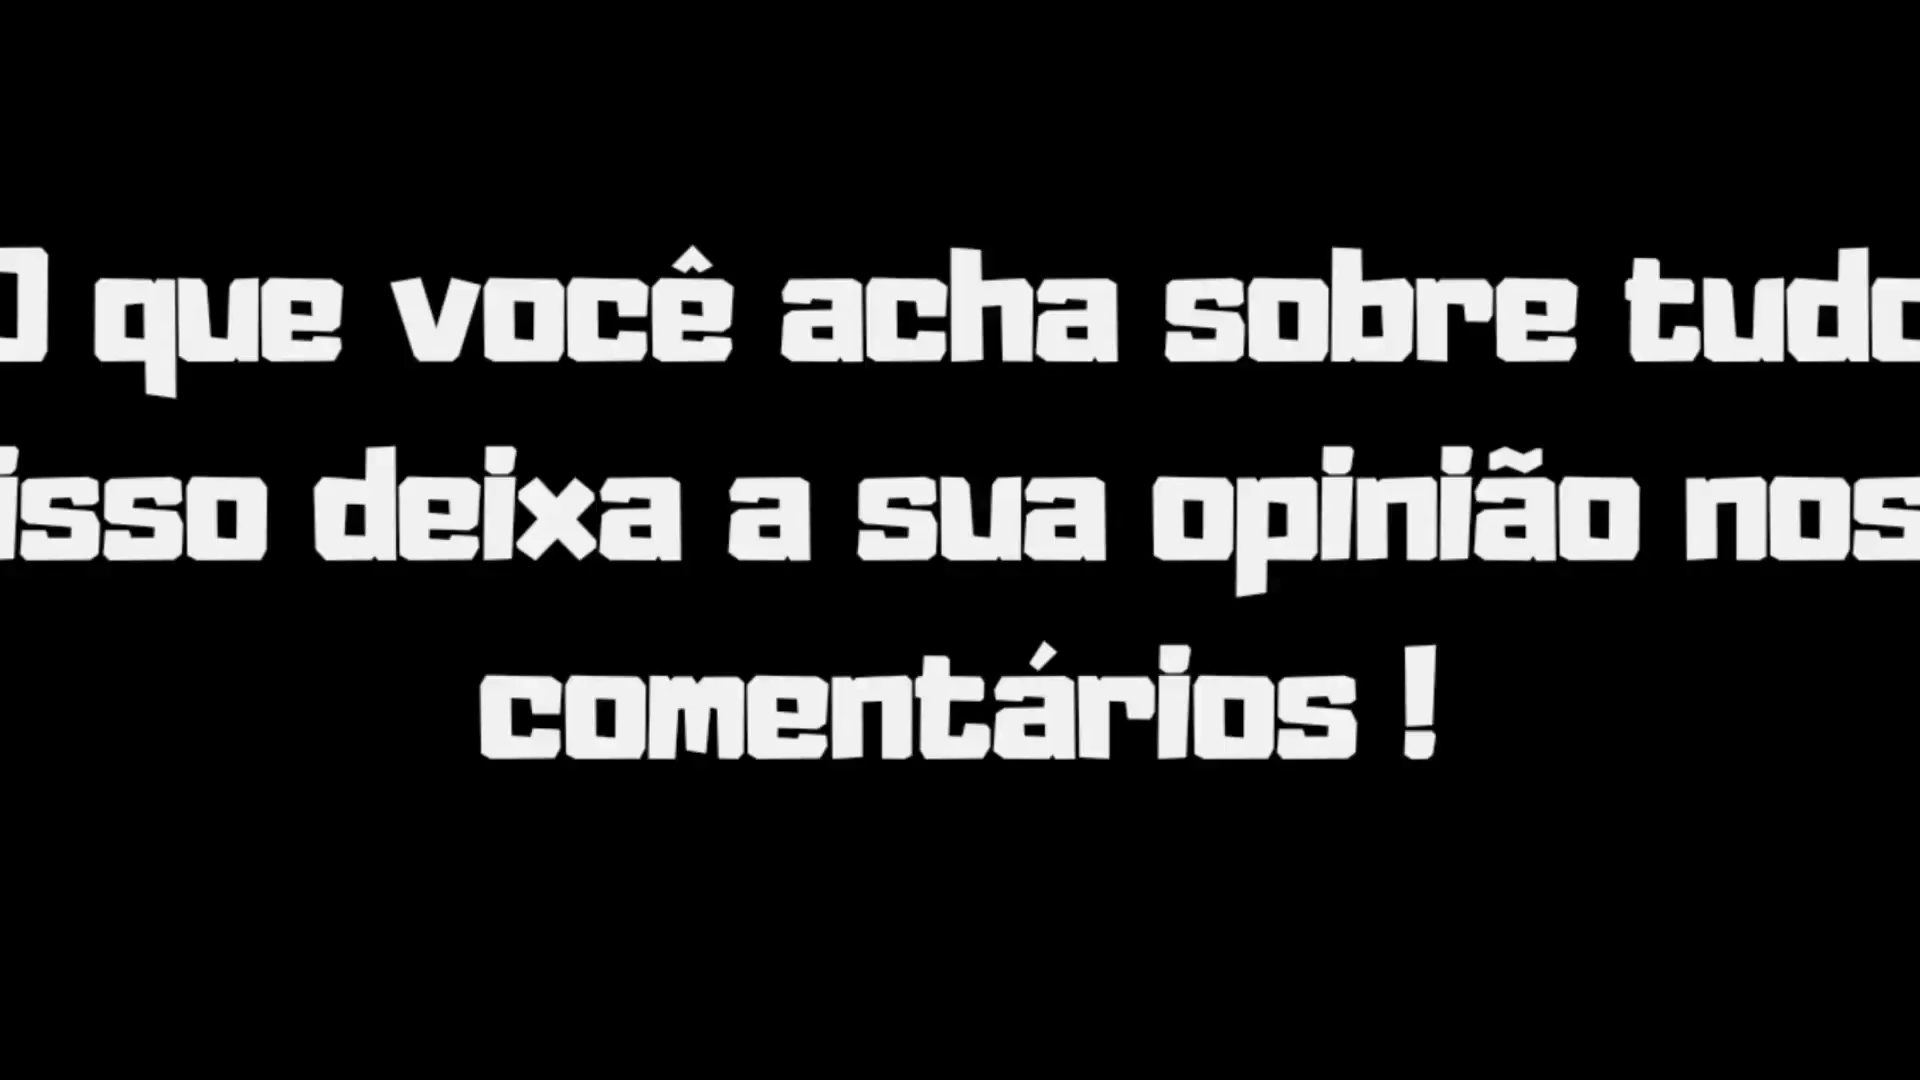 O que você acha sobre tudo
isso deixa a sua opinião nos
comentários !